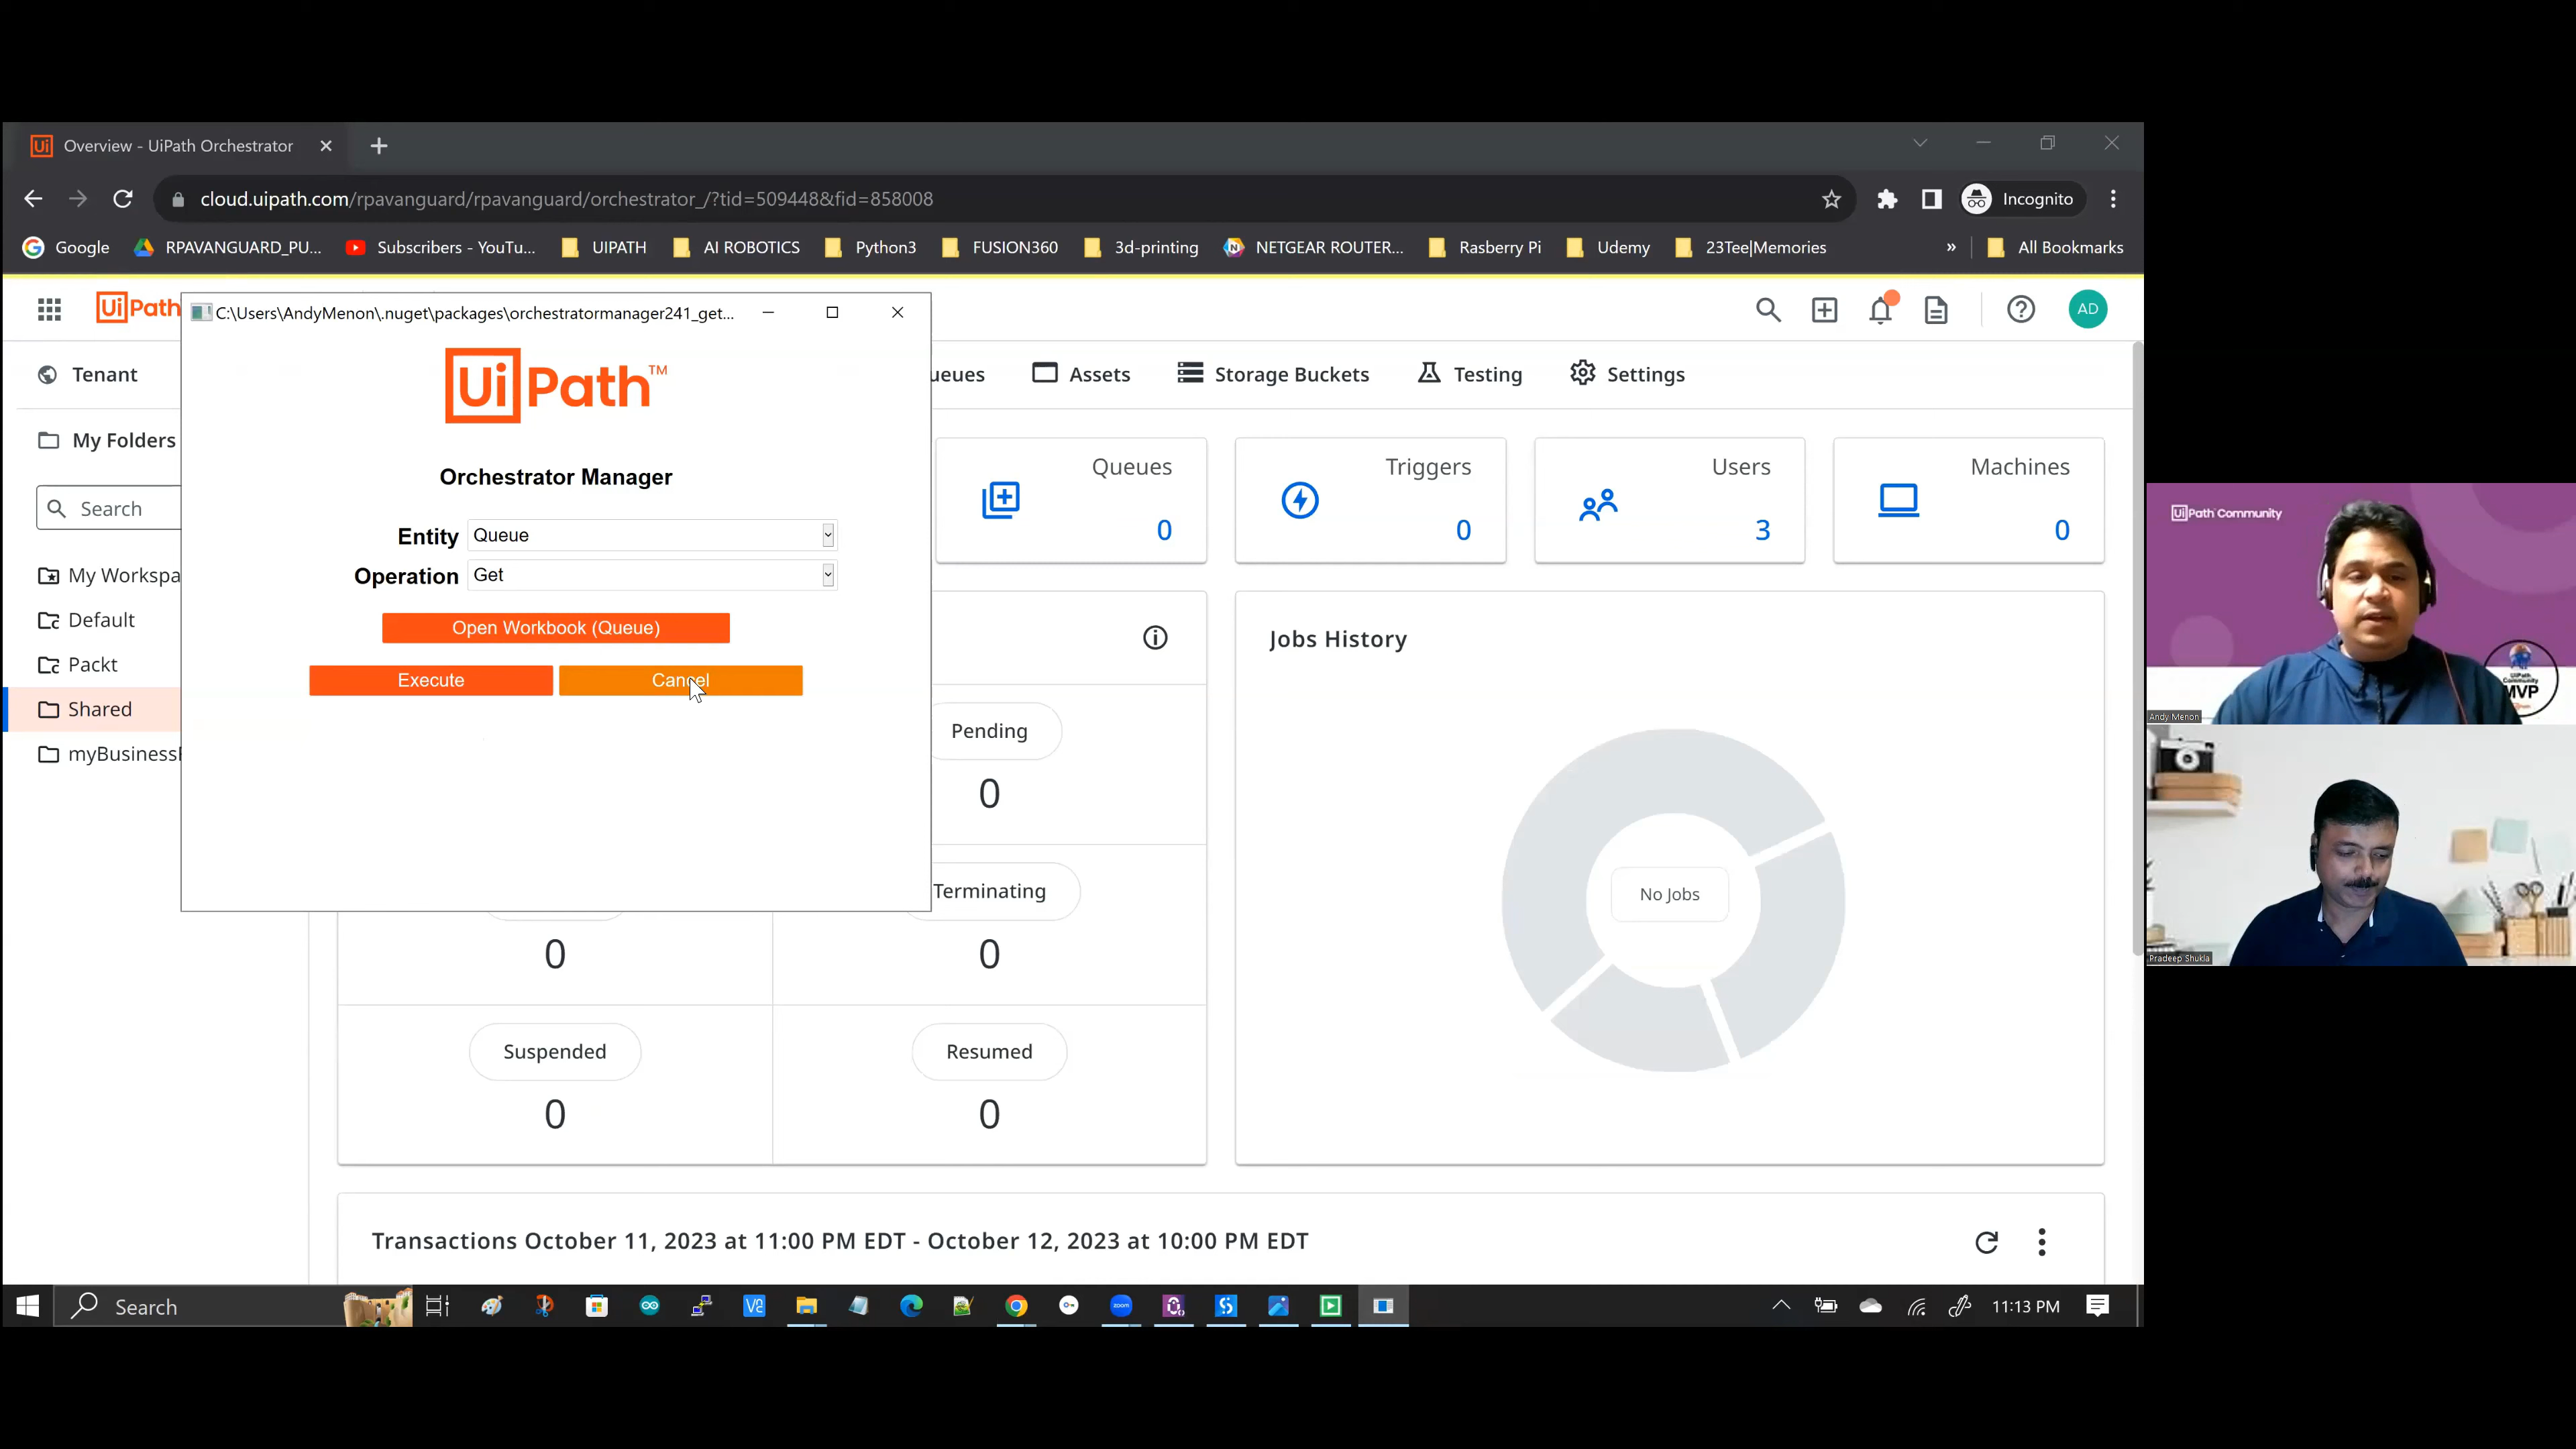 Overview - UiPath Orchestrator
cloud.uipath.com/rpavanguard/rpavanguard/orchestrator_/?tid=509448&fid=858008
Incognito
Google
RPAVANGUARD_PU...
Subscribers - YouTu...
UIPATH
AI ROBOTICS
Python3
FUSION360
3d-printing
NETGEAR ROUTER...
Rasberry Pi
Udemy
23Tee|Memories
»
All Bookmarks
UiPath
AD
C:\Users\AndyMenon\.nuget\packages\orchestratormanager241_get...
UiPath™
Orchestrator Manager
Entity Queue
Operation Get
Open Workbook (Queue)
Execute
Cancel
Tenant
My Folders
Search
My Workspa
Default
Packt
Shared
myBusiness
ueues
Assets
Storage Buckets
Testing
Settings
Queues
0
Triggers
0
Users
3
Machines
0
Jobs History
No Jobs
Pending
0
Terminating
0
0
Suspended
0
Resumed
0
Transactions October 11, 2023 at 11:00 PM EDT - October 12, 2023 at 10:00 PM EDT
Search
zoom
11:13 PM
UiPath Community
UiPath
Community
MVP
Andy Menon
Pradeep Shukla